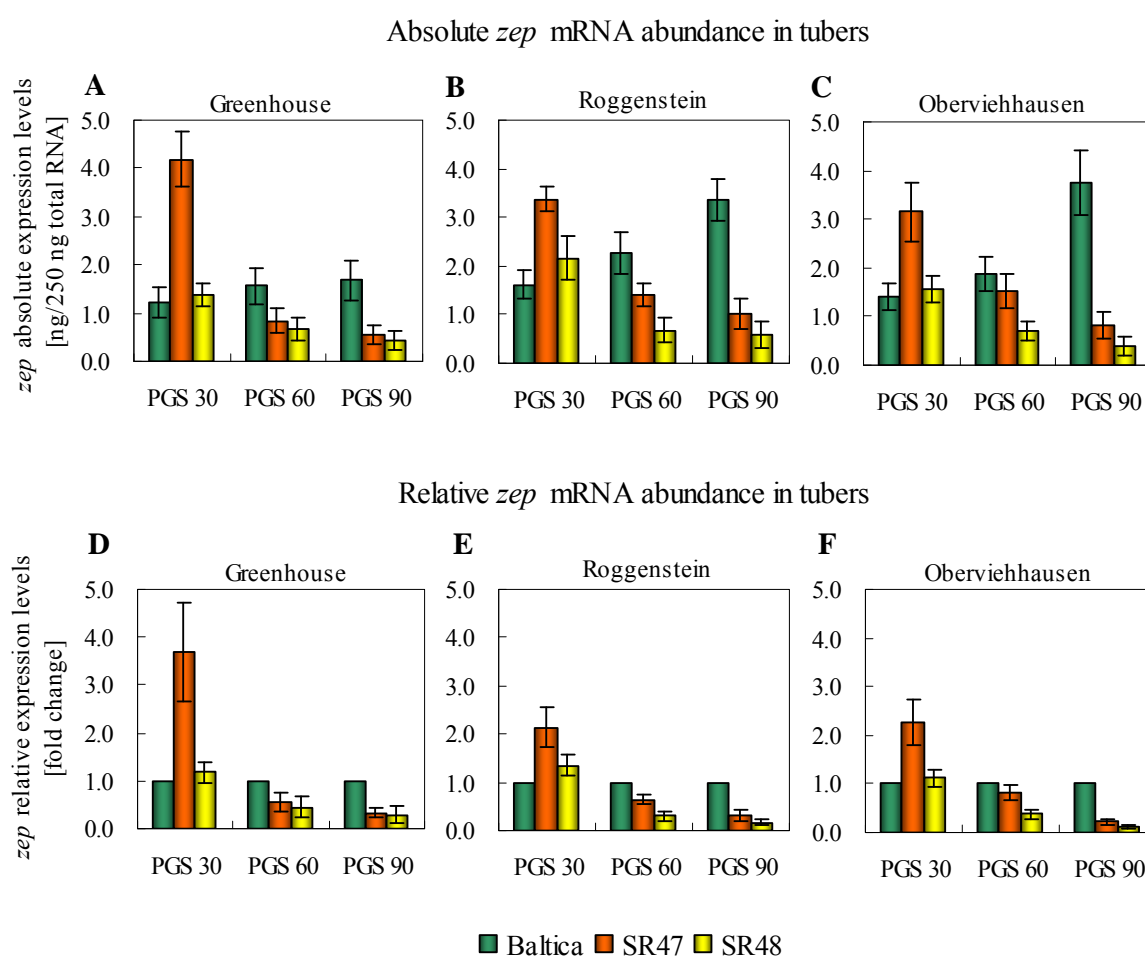 Absolute zep mRNA abundance in tubers
A
B
C
Greenhouse
Roggenstein
Oberviehhausen
zep absolute expression levels
[ng/250 ng total RNA]
5.0
4.0
3.0
2.0
1.0
0.0
5.0
4.0
3.0
2.0
1.0
0.0
5.0
4.0
3.0
2.0
1.0
0.0
PGS 30 PGS 60 PGS 90
PGS 30 PGS 60 PGS 90
PGS 30 PGS 60 PGS 90
Relative zep mRNA abundance in tubers
D
E
F
Greenhouse
Roggenstein
Oberviehhausen
zep relative expression levels
[fold change]
5.0
4.0
3.0
2.0
1.0
0.0
5.0
4.0
3.0
2.0
1.0
0.0
5.0
4.0
3.0
2.0
1.0
0.0
PGS 30 PGS 60 PGS 90
PGS 30 PGS 60 PGS 90
PGS 30 PGS 60 PGS 90
Baltica SR47 SR48